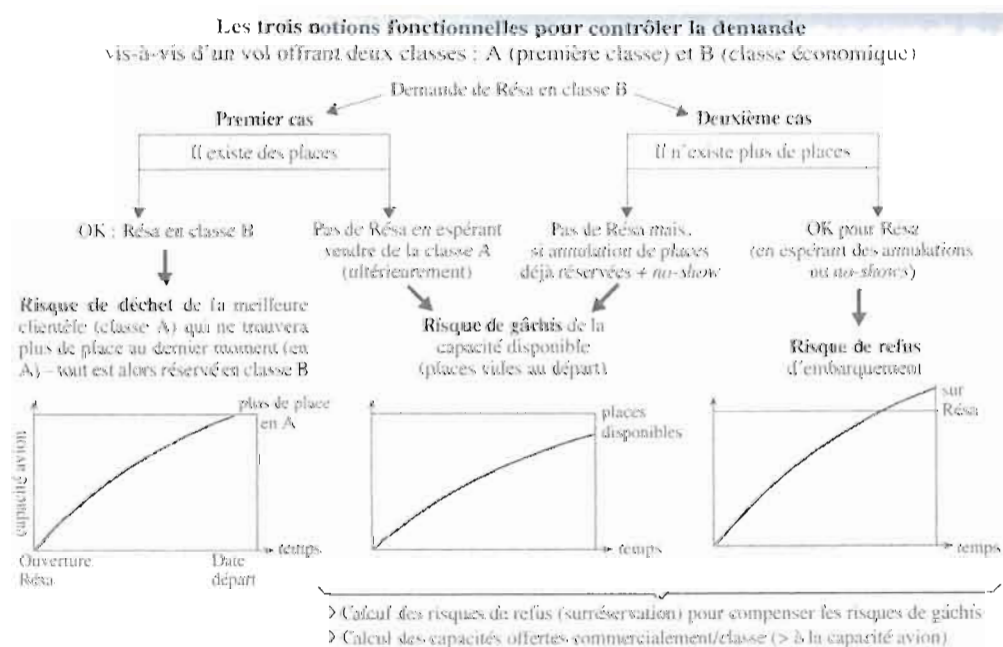 Les trois notions fonctionnelles pour contrôler la demande
vis-à-vis d'un vol offrant deux classes : A (première classe) et B (classe économique)
Demande de Résa en classe B
Premier cas
Deuxième cas
Il existe des places
Il n'existe plus de places
OK : Résa en classe B
Pas de Résa en espérant
vendre de la classe A
(ultérieurement)
Pas de Résa mais,
si annulation de places
déjà réservées + no-show
OK pour Résa
(en espérant des annulations
ou no-shows)
Risque de déchet de la meilleure
clientèle (classe A) qui ne trouvera
plus de place au dernier moment (en
A) – tout est alors réservé en classe B
Risque de gâchis de la
capacité disponible
(places vides au départ)
Risque de refus
d'embarquement
capacité avion
plus de place
en A
temps
Ouverture
Résa
Date
départ
places
disponibles
temps
sur
Résa
temps
> Calcul des risques de refus (surréservation) pour compenser les risques de gâchis
> Calcul des capacités offertes commercialement/classe (> à la capacité avion)